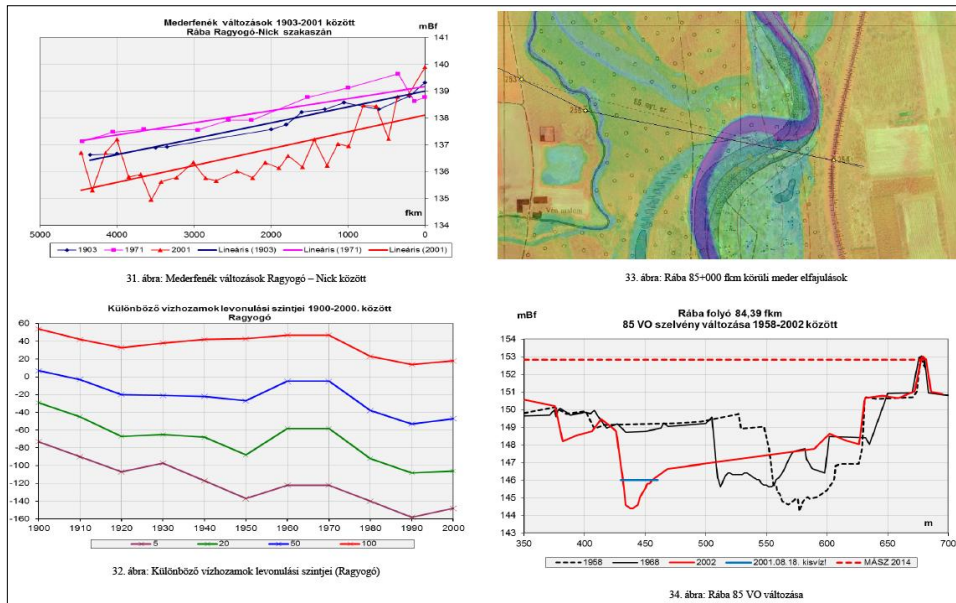 Mederfenék változások 1903-2001 között
Rába Ragyogó-Nick szakaszán
mBf
141
140
139
138
137
136
135
134
fkm
5000 4000 3000 2000 1000 0
1903 1971 2001 Lineáris (1903) Lineáris (1971) Lineáris (2001)
31. ábra: Mederfenék változások Ragyogó – Nick között
253
255
254
Vén malom
33. ábra: Rába 85+000 fkm körüli meder elfajulások
Különböző vízhozamok levonulási szintjei 1900-2000. között
Ragyogó
60
40
20
0
-20
-40
-60
-80
-100
-120
-140
-160
1900 1910 1920 1930 1940 1950 1960 1970 1980 1990 2000
5 20 50 100
32. ábra: Különböző vízhozamok levonulási szintjei (Ragyogó)
mBf
Rába folyó 84,39 fkm
85 VO szelvény változása 1958-2002 között
154
153
152
151
150
149
148
147
146
145
144
143
m
350 400 450 500 550 600 650 700
1958 1968 2002 2001.08.18. kisvízi MÁSZ 2014
34. ábra: Rába 85 VO változása